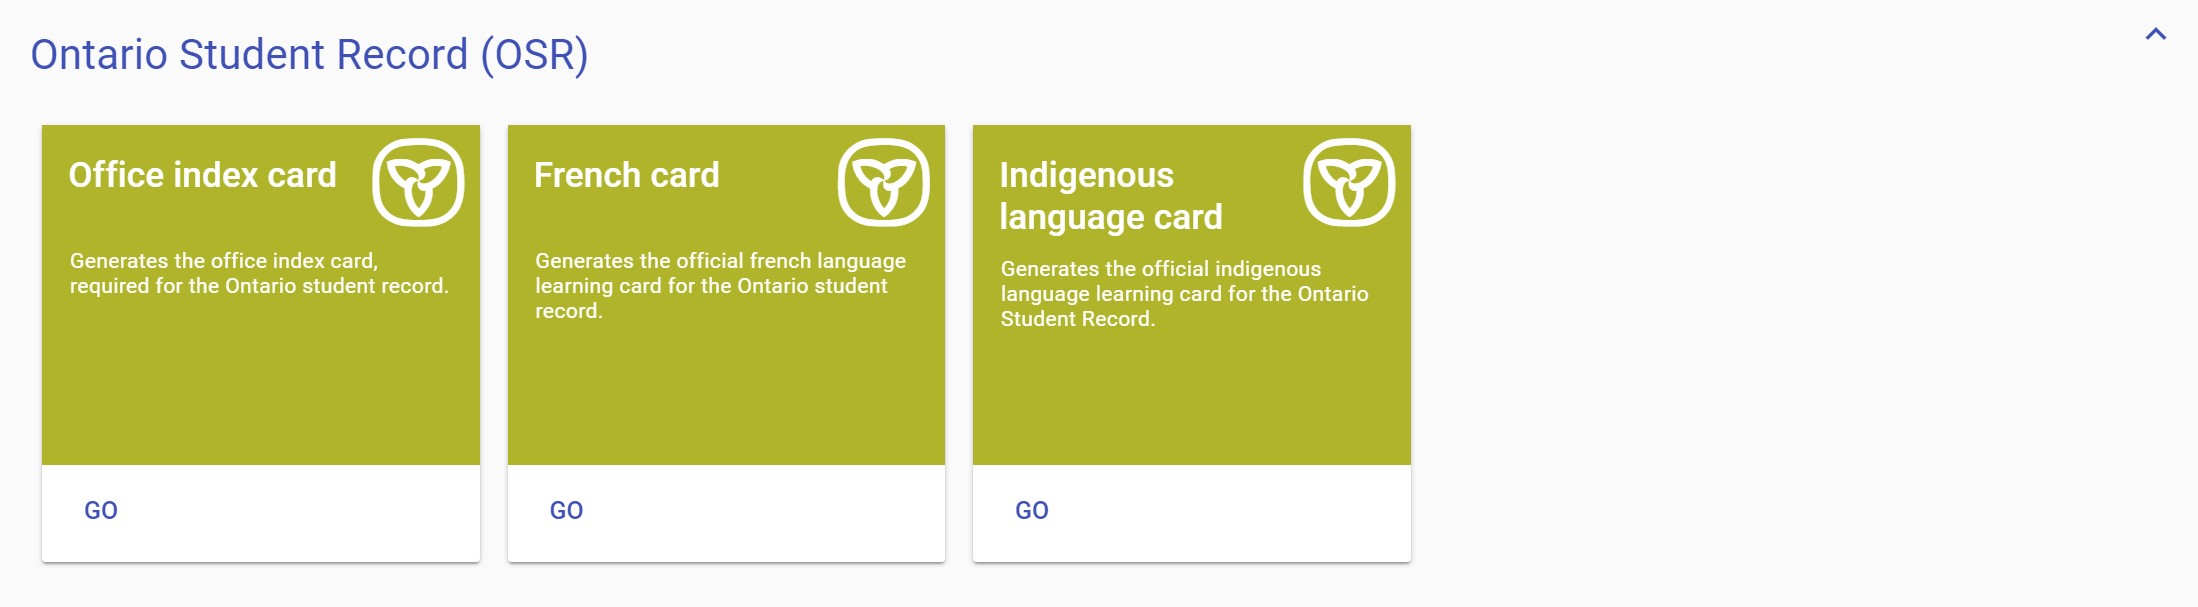 Ontario Student Record (OSR)
Office index card
Generates the office index card,
required for the Ontario student record.
GO
French card
Generates the official french language
learning card for the Ontario student
record.
GO
Indigenous
language card
Generates the official indigenous
language learning card for the Ontario
Student Record.
GO